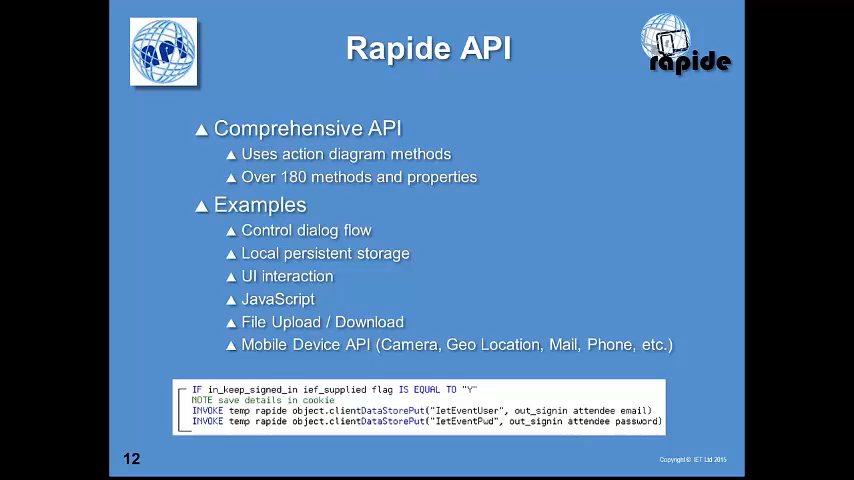 Rapide API
API
rapide
Comprehensive API
Uses action diagram methods
Over 180 methods and properties
Examples
Control dialog flow
Local persistent storage
UI interaction
JavaScript
File Upload / Download
Mobile Device API (Camera, Geo Location, Mail, Phone, etc.)
IF in_keep_signed_in ief_supplied flag IS EQUAL TO "Y"
NOTE save details in cookie
INVOKE temp rapide object.clientDataStorePut("IetEventUser", out_signin attendee email)
INVOKE temp rapide object.clientDataStorePut("IetEventPwd", out_signin attendee password)
12
Copyright © IET Ltd 2015